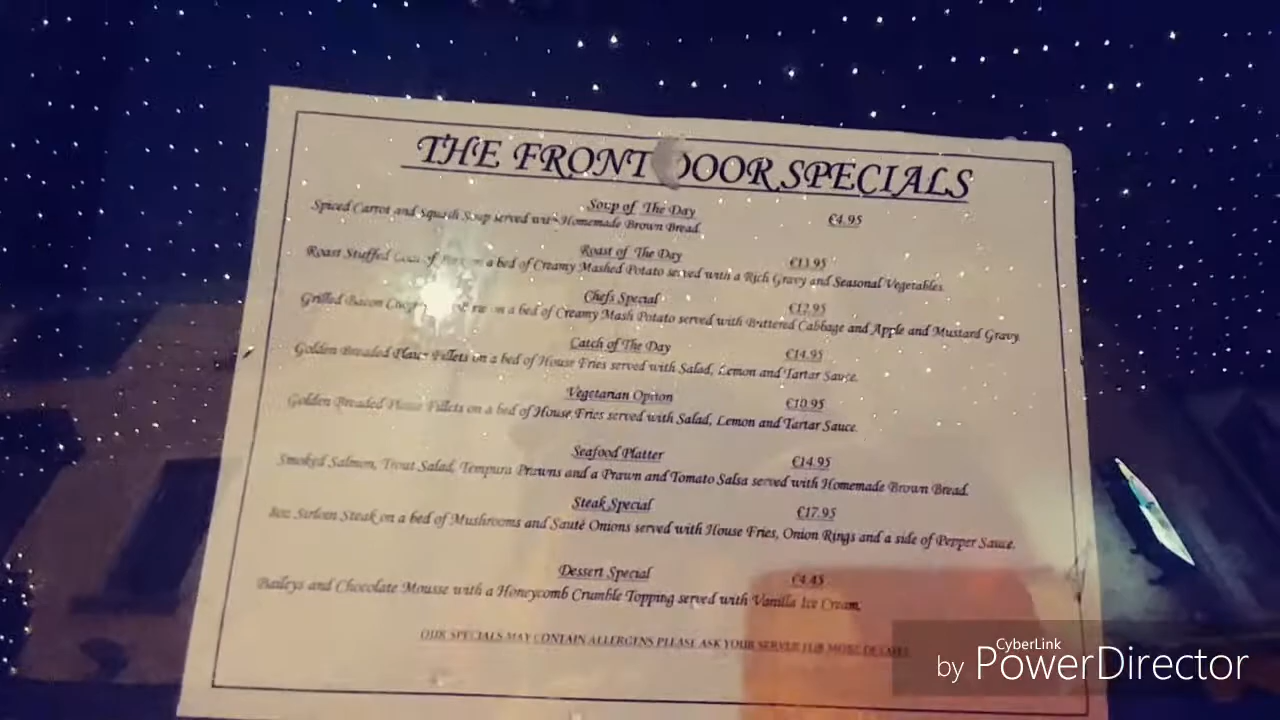 THE FRONT DOOR SPECIALS
Soup of The Day €4.95
Spiced Carrot and Squash Soup served with Homemade Brown Bread.
Roast of The Day €13.95
Roast Stuffed of on a bed of Creamy Mashed Potato served with a Rich Gravy and Seasonal Vegetables.
Chefs Special €12.95
Grilled Bacon on a bed of Creamy Mash Potato served with Buttered Cabbage and Apple and Mustard Gravy.
Catch of The Day €14.95
Golden Breaded Plaice Fillets on a bed of House Fries served with Salad, Lemon and Tartar Sauce.
Vegetarian Option €10.95
Golden Breaded Plaice Fillets on a bed of House Fries served with Salad, Lemon and Tartar Sauce.
Seafood Platter €14.95
Smoked Salmon, Trout Salad, Tempura Prawns and a Prawn and Tomato Salsa served with Homemade Brown Bread.
Steak Special €17.95
8oz Sirloin Steak on a bed of Mushrooms and Sauté Onions served with House Fries, Onion Rings and a side of Pepper Sauce.
Dessert Special €4.45
Baileys and Chocolate Mousse with a Honeycomb Crumble Topping served with Vanilla Ice Cream.
OUR SPECIALS MAY CONTAIN ALLERGENS PLEASE ASK YOUR SERVER FOR MORE DETAILS
CyberLink
by PowerDirector